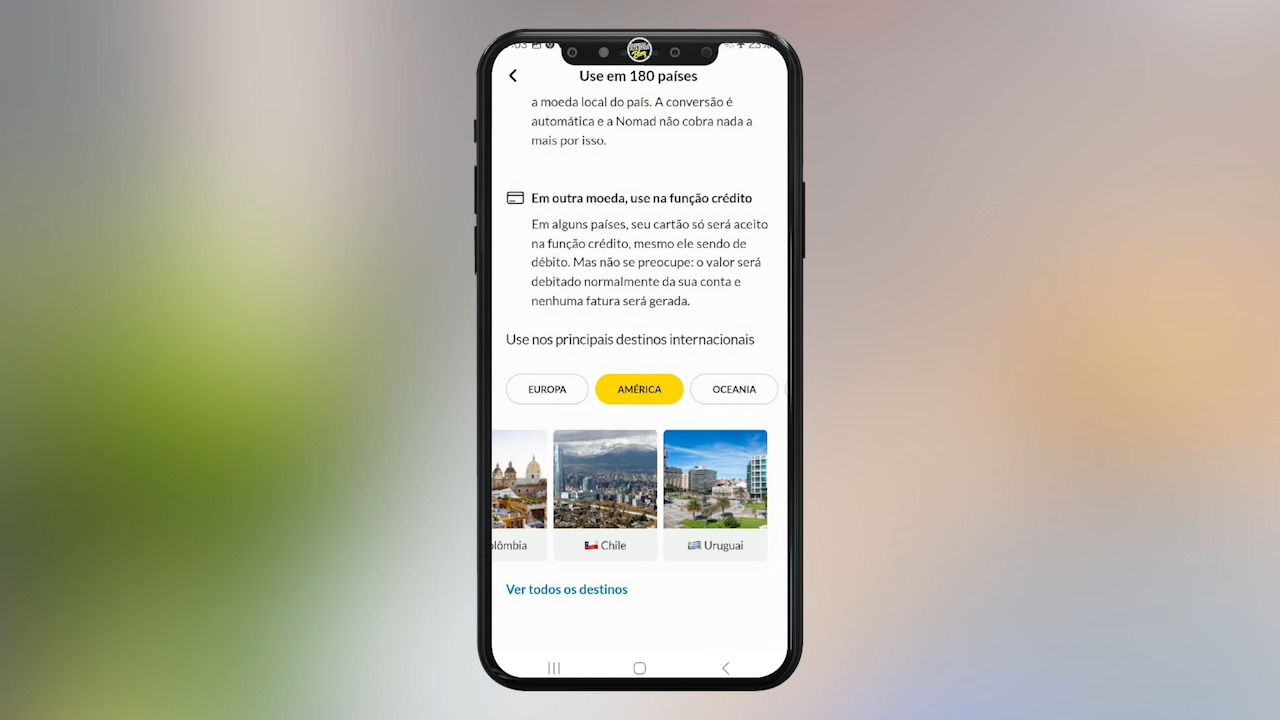 23%
Use em 180 países
a moeda local do país. A conversão é
automática e a Nomad não cobra nada a
mais por isso.
Em outra moeda, use na função crédito
Em alguns países, seu cartão só será aceito
na função crédito, mesmo ele sendo de
débito. Mas não se preocupe: o valor será
debitado normalmente da sua conta e
nenhuma fatura será gerada.
Use nos principais destinos internacionais
EUROPA AMÉRICA OCEANIA
olômbia Chile Uruguai
Ver todos os destinos